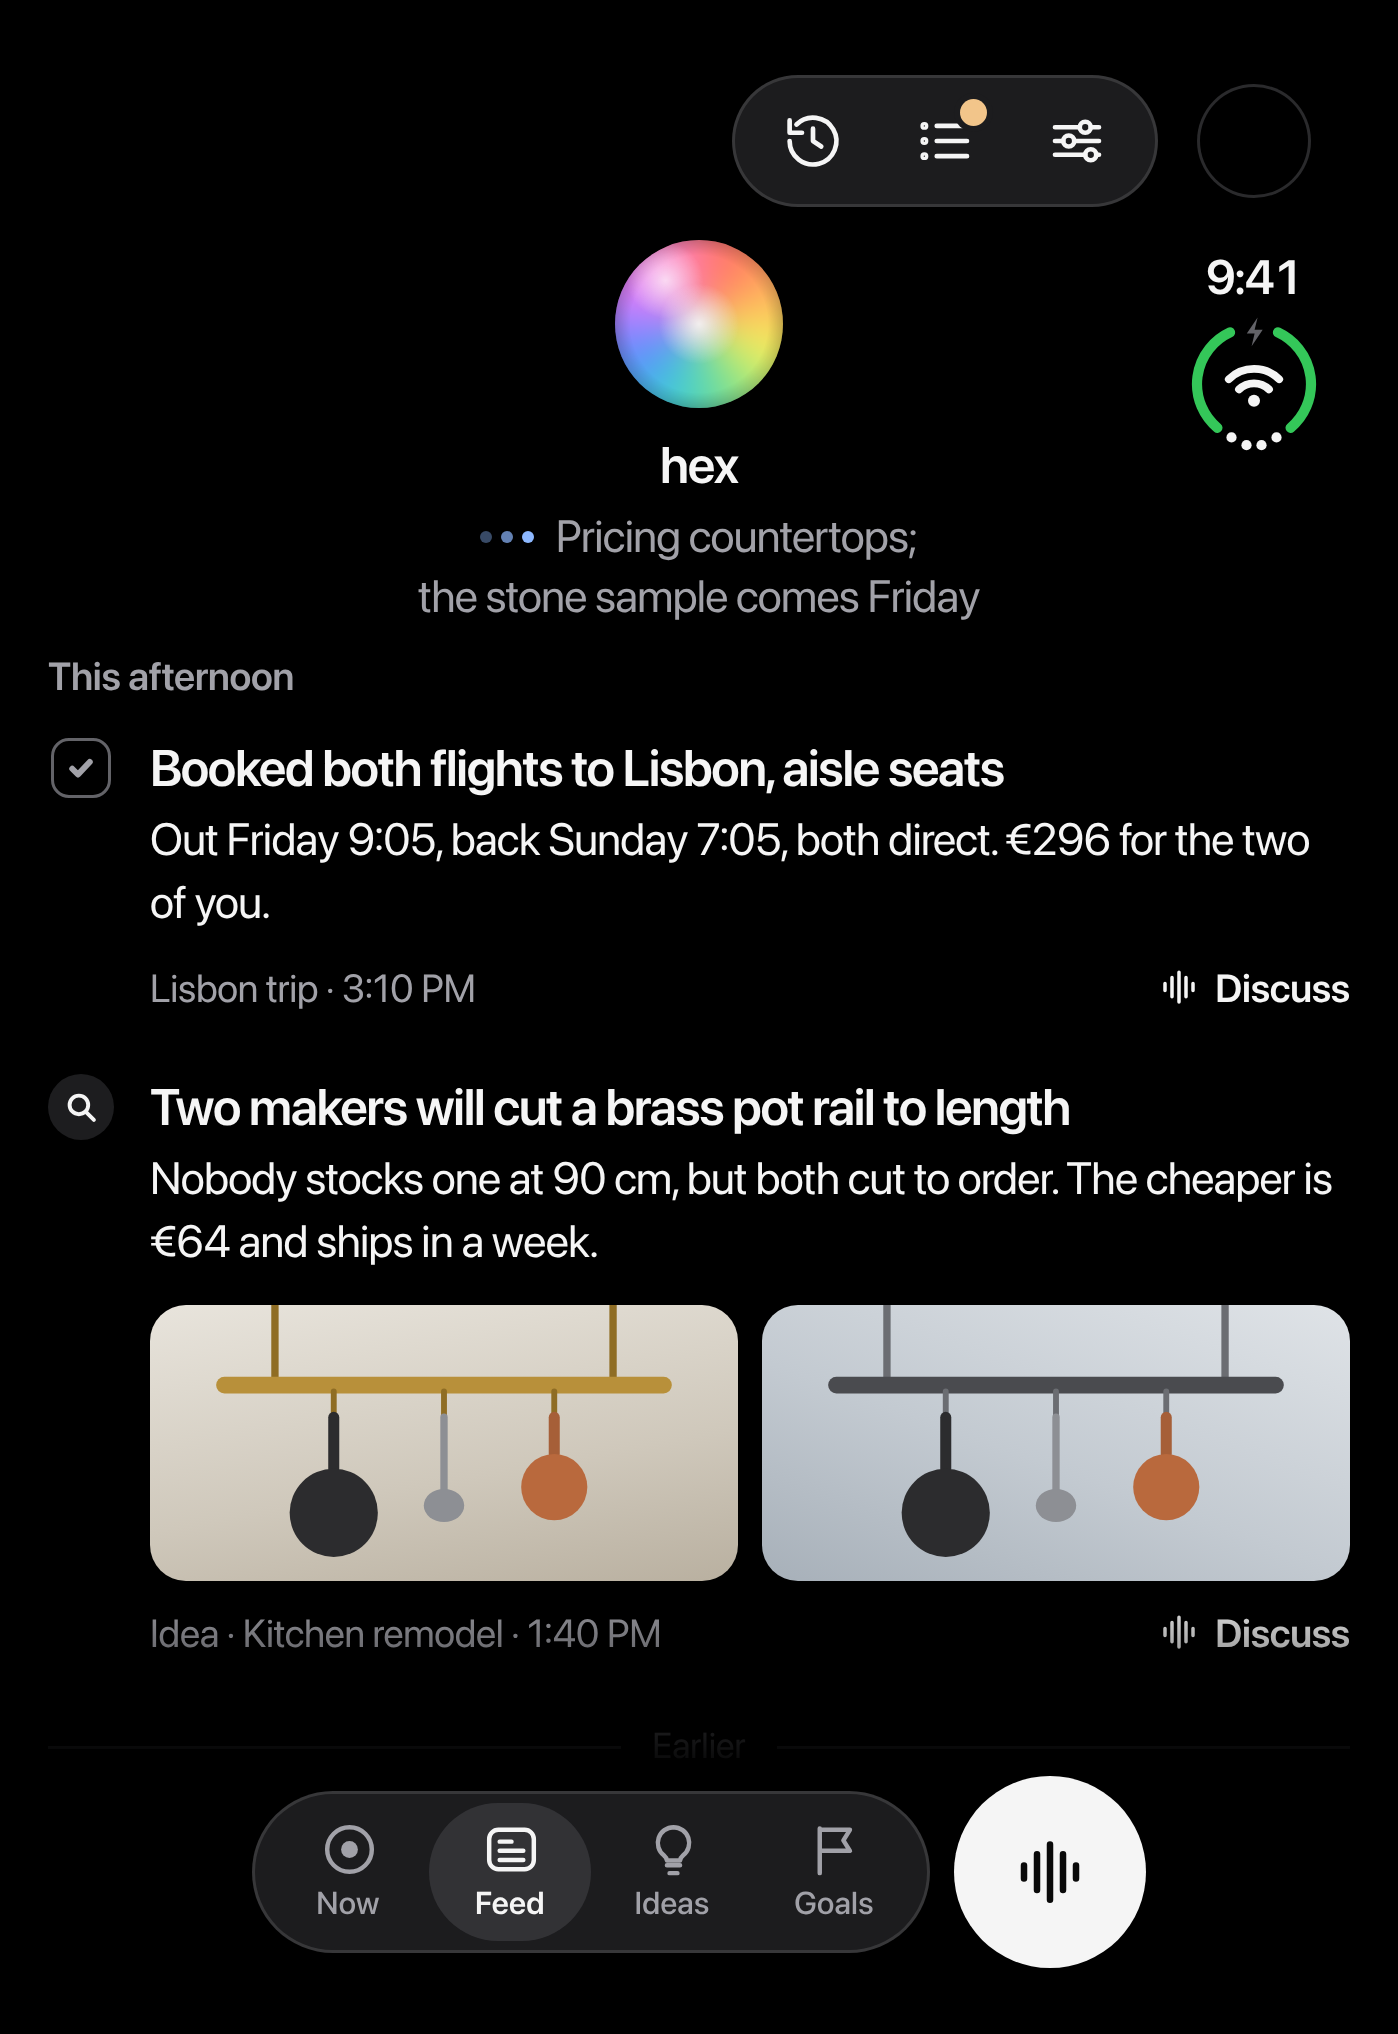 9:41
hex
Pricing countertops;
the stone sample comes Friday
This afternoon
Booked both flights to Lisbon, aisle seats
Out Friday 9:05, back Sunday 7:05, both direct. €296 for the two
of you.
Lisbon trip · 3:10 PM
Discuss
Two makers will cut a brass pot rail to length
Nobody stocks one at 90 cm, but both cut to order. The cheaper is
€64 and ships in a week.
Idea · Kitchen remodel · 1:40 PM
Discuss
Earlier
Now
Feed
Ideas
Goals